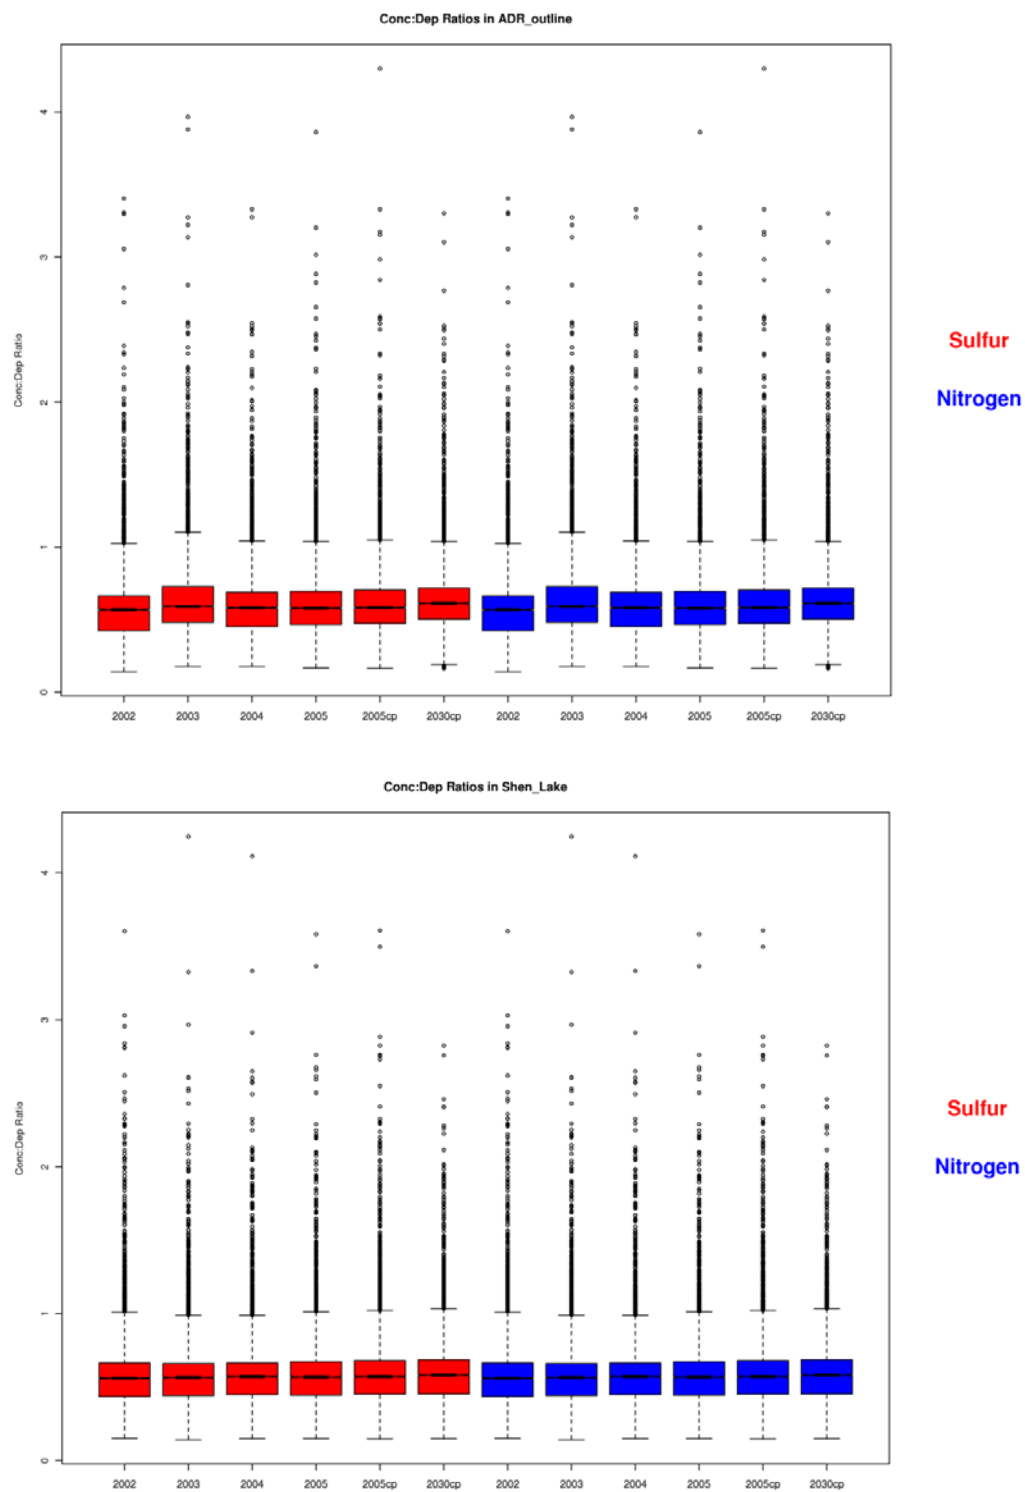 Conc:Dep Ratios in ADR_outline
Conc:Dep Ratio
4
3
2
1
0
Sulfur
Nitrogen
2002 2003 2004 2005 2005cp 2030cp 2002 2003 2004 2005 2005cp 2030cp
Conc:Dep Ratios in Shen_Lake
Conc:Dep Ratio
4
3
2
1
0
Sulfur
Nitrogen
2002 2003 2004 2005 2005cp 2030cp 2002 2003 2004 2005 2005cp 2030cp